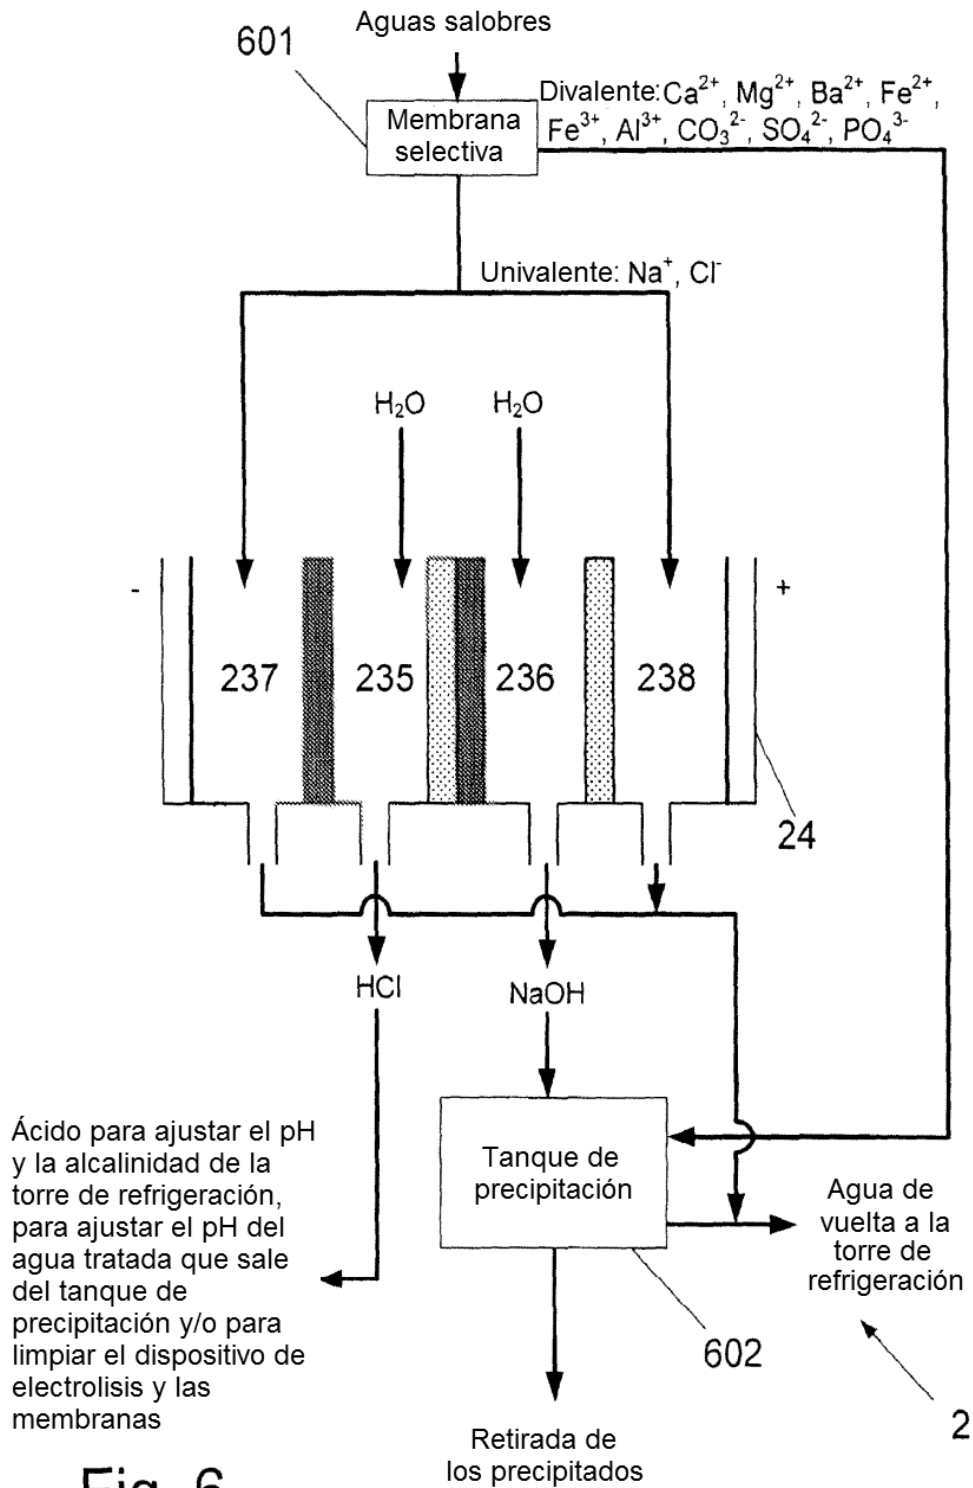 Aguas salobres
601
Membrana
selectiva
Divalente: Ca²⁺, Mg²⁺, Ba²⁺, Fe²⁺,
Fe³⁺, Al³⁺, CO₃²⁻, SO₄²⁻, PO₄³⁻
Univalente: Na⁺, Cl⁻
H₂O
H₂O
-
+
237
235
236
238
24
HCl
NaOH
Tanque de
precipitación
Ácido para ajustar el pH
y la alcalinidad de la
torre de refrigeración,
para ajustar el pH del
agua tratada que sale
del tanque de
precipitación y/o para
limpiar el dispositivo de
electrolisis y las
membranas
Agua de
vuelta a la
torre de
refrigeración
602
2
Retirada de
los precipitados
Fig. 6